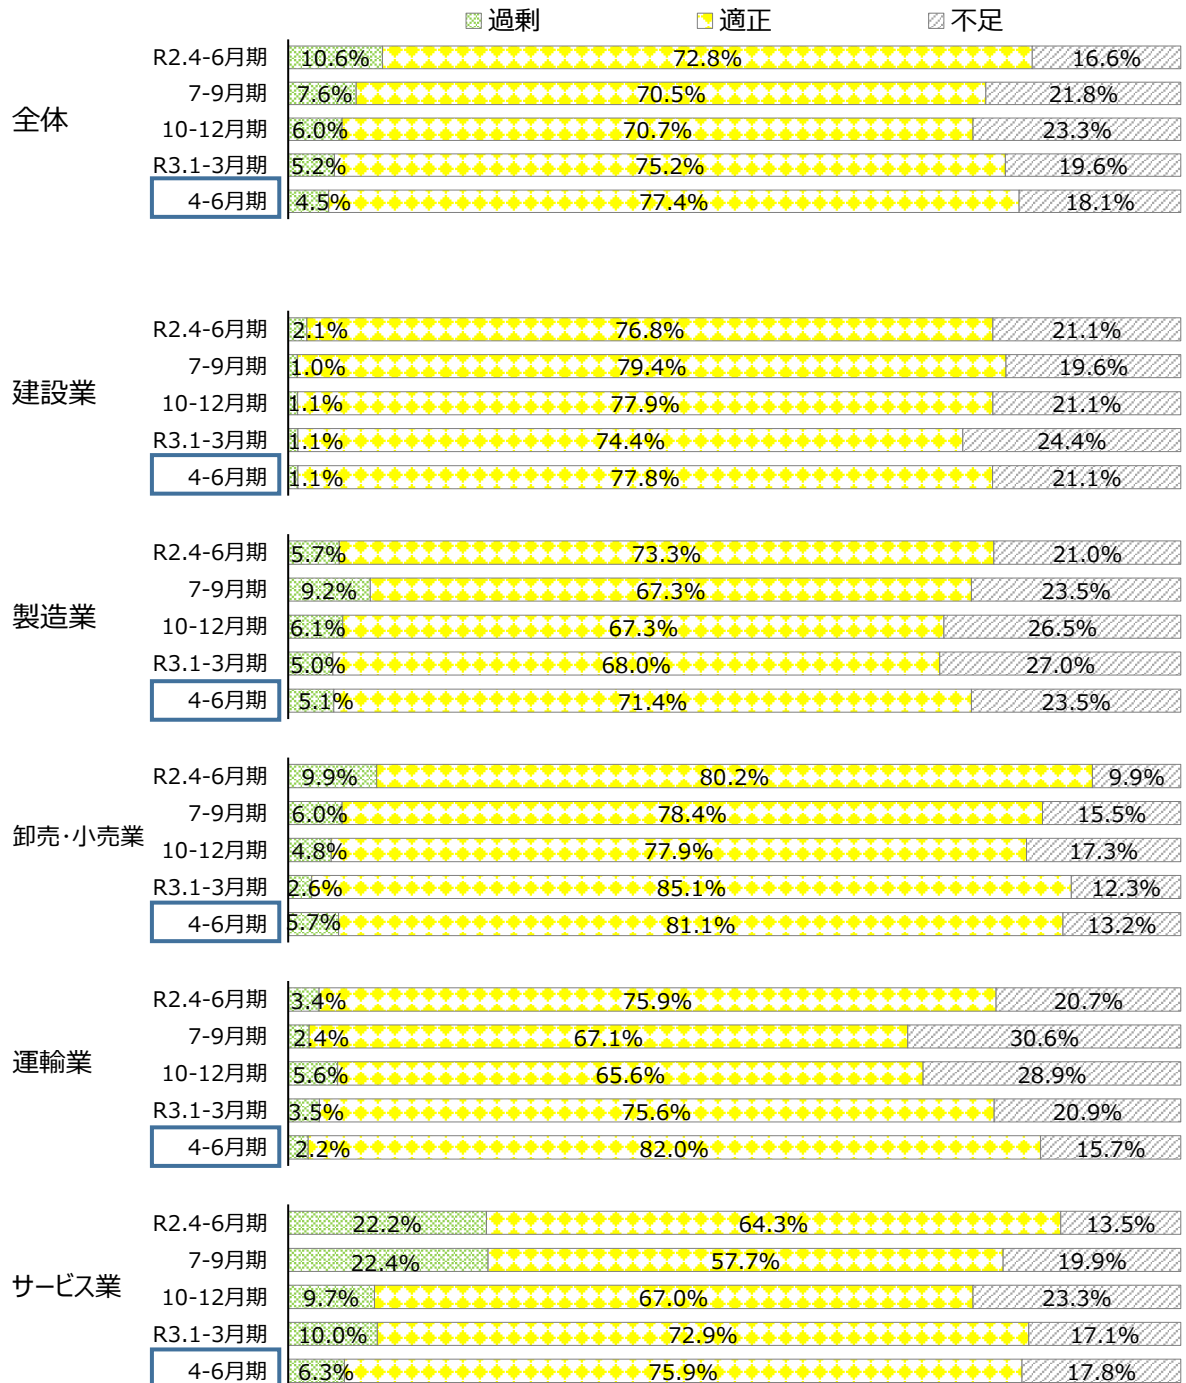 過剰 適正 不足
全体
R2.4-6月期 10.6% 72.8% 16.6%
7-9月期 7.6% 70.5% 21.8%
10-12月期 6.0% 70.7% 23.3%
R3.1-3月期 5.2% 75.2% 19.6%
4-6月期 4.5% 77.4% 18.1%
建設業
R2.4-6月期 2.1% 76.8% 21.1%
7-9月期 1.0% 79.4% 19.6%
10-12月期 1.1% 77.9% 21.1%
R3.1-3月期 1.1% 74.4% 24.4%
4-6月期 1.1% 77.8% 21.1%
製造業
R2.4-6月期 5.7% 73.3% 21.0%
7-9月期 9.2% 67.3% 23.5%
10-12月期 6.1% 67.3% 26.5%
R3.1-3月期 5.0% 68.0% 27.0%
4-6月期 5.1% 71.4% 23.5%
卸売・小売業
R2.4-6月期 9.9% 80.2% 9.9%
7-9月期 6.0% 78.4% 15.5%
10-12月期 4.8% 77.9% 17.3%
R3.1-3月期 2.6% 85.1% 12.3%
4-6月期 5.7% 81.1% 13.2%
運輸業
R2.4-6月期 3.4% 75.9% 20.7%
7-9月期 2.4% 67.1% 30.6%
10-12月期 5.6% 65.6% 28.9%
R3.1-3月期 3.5% 75.6% 20.9%
4-6月期 2.2% 82.0% 15.7%
サービス業
R2.4-6月期 22.2% 64.3% 13.5%
7-9月期 22.4% 57.7% 19.9%
10-12月期 9.7% 67.0% 23.3%
R3.1-3月期 10.0% 72.9% 17.1%
4-6月期 6.3% 75.9% 17.8%